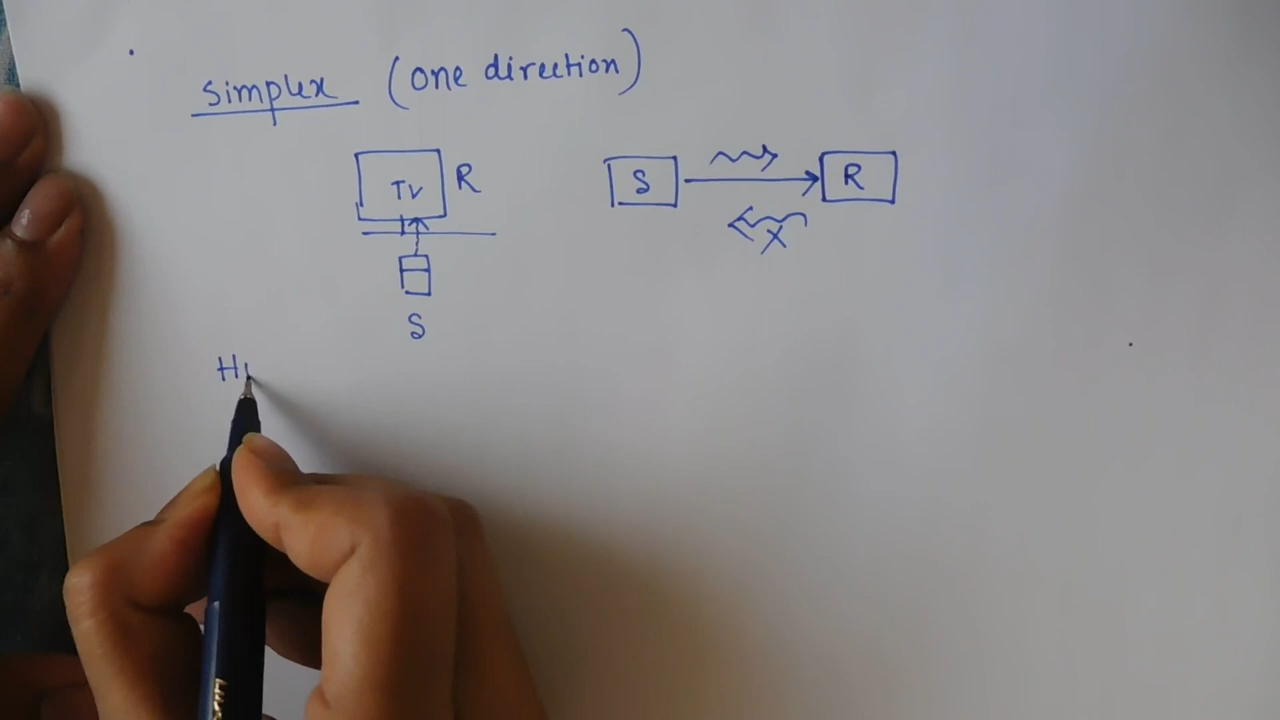 Simplex (one direction)
TV R
S R
X
S
H